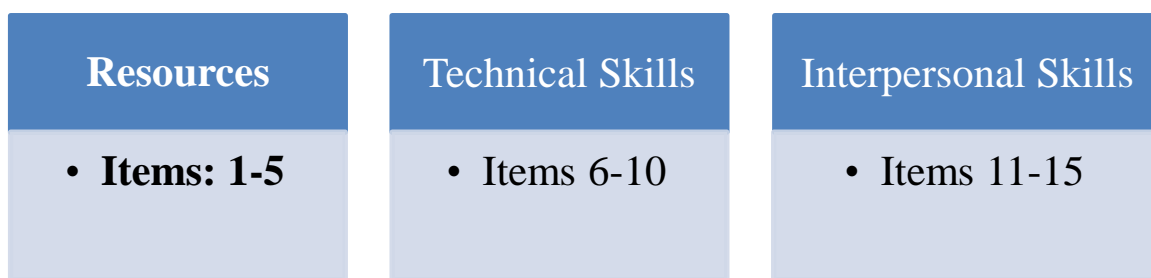 Resources
• Items: 1-5
Technical Skills
• Items 6-10
Interpersonal Skills
• Items 11-15